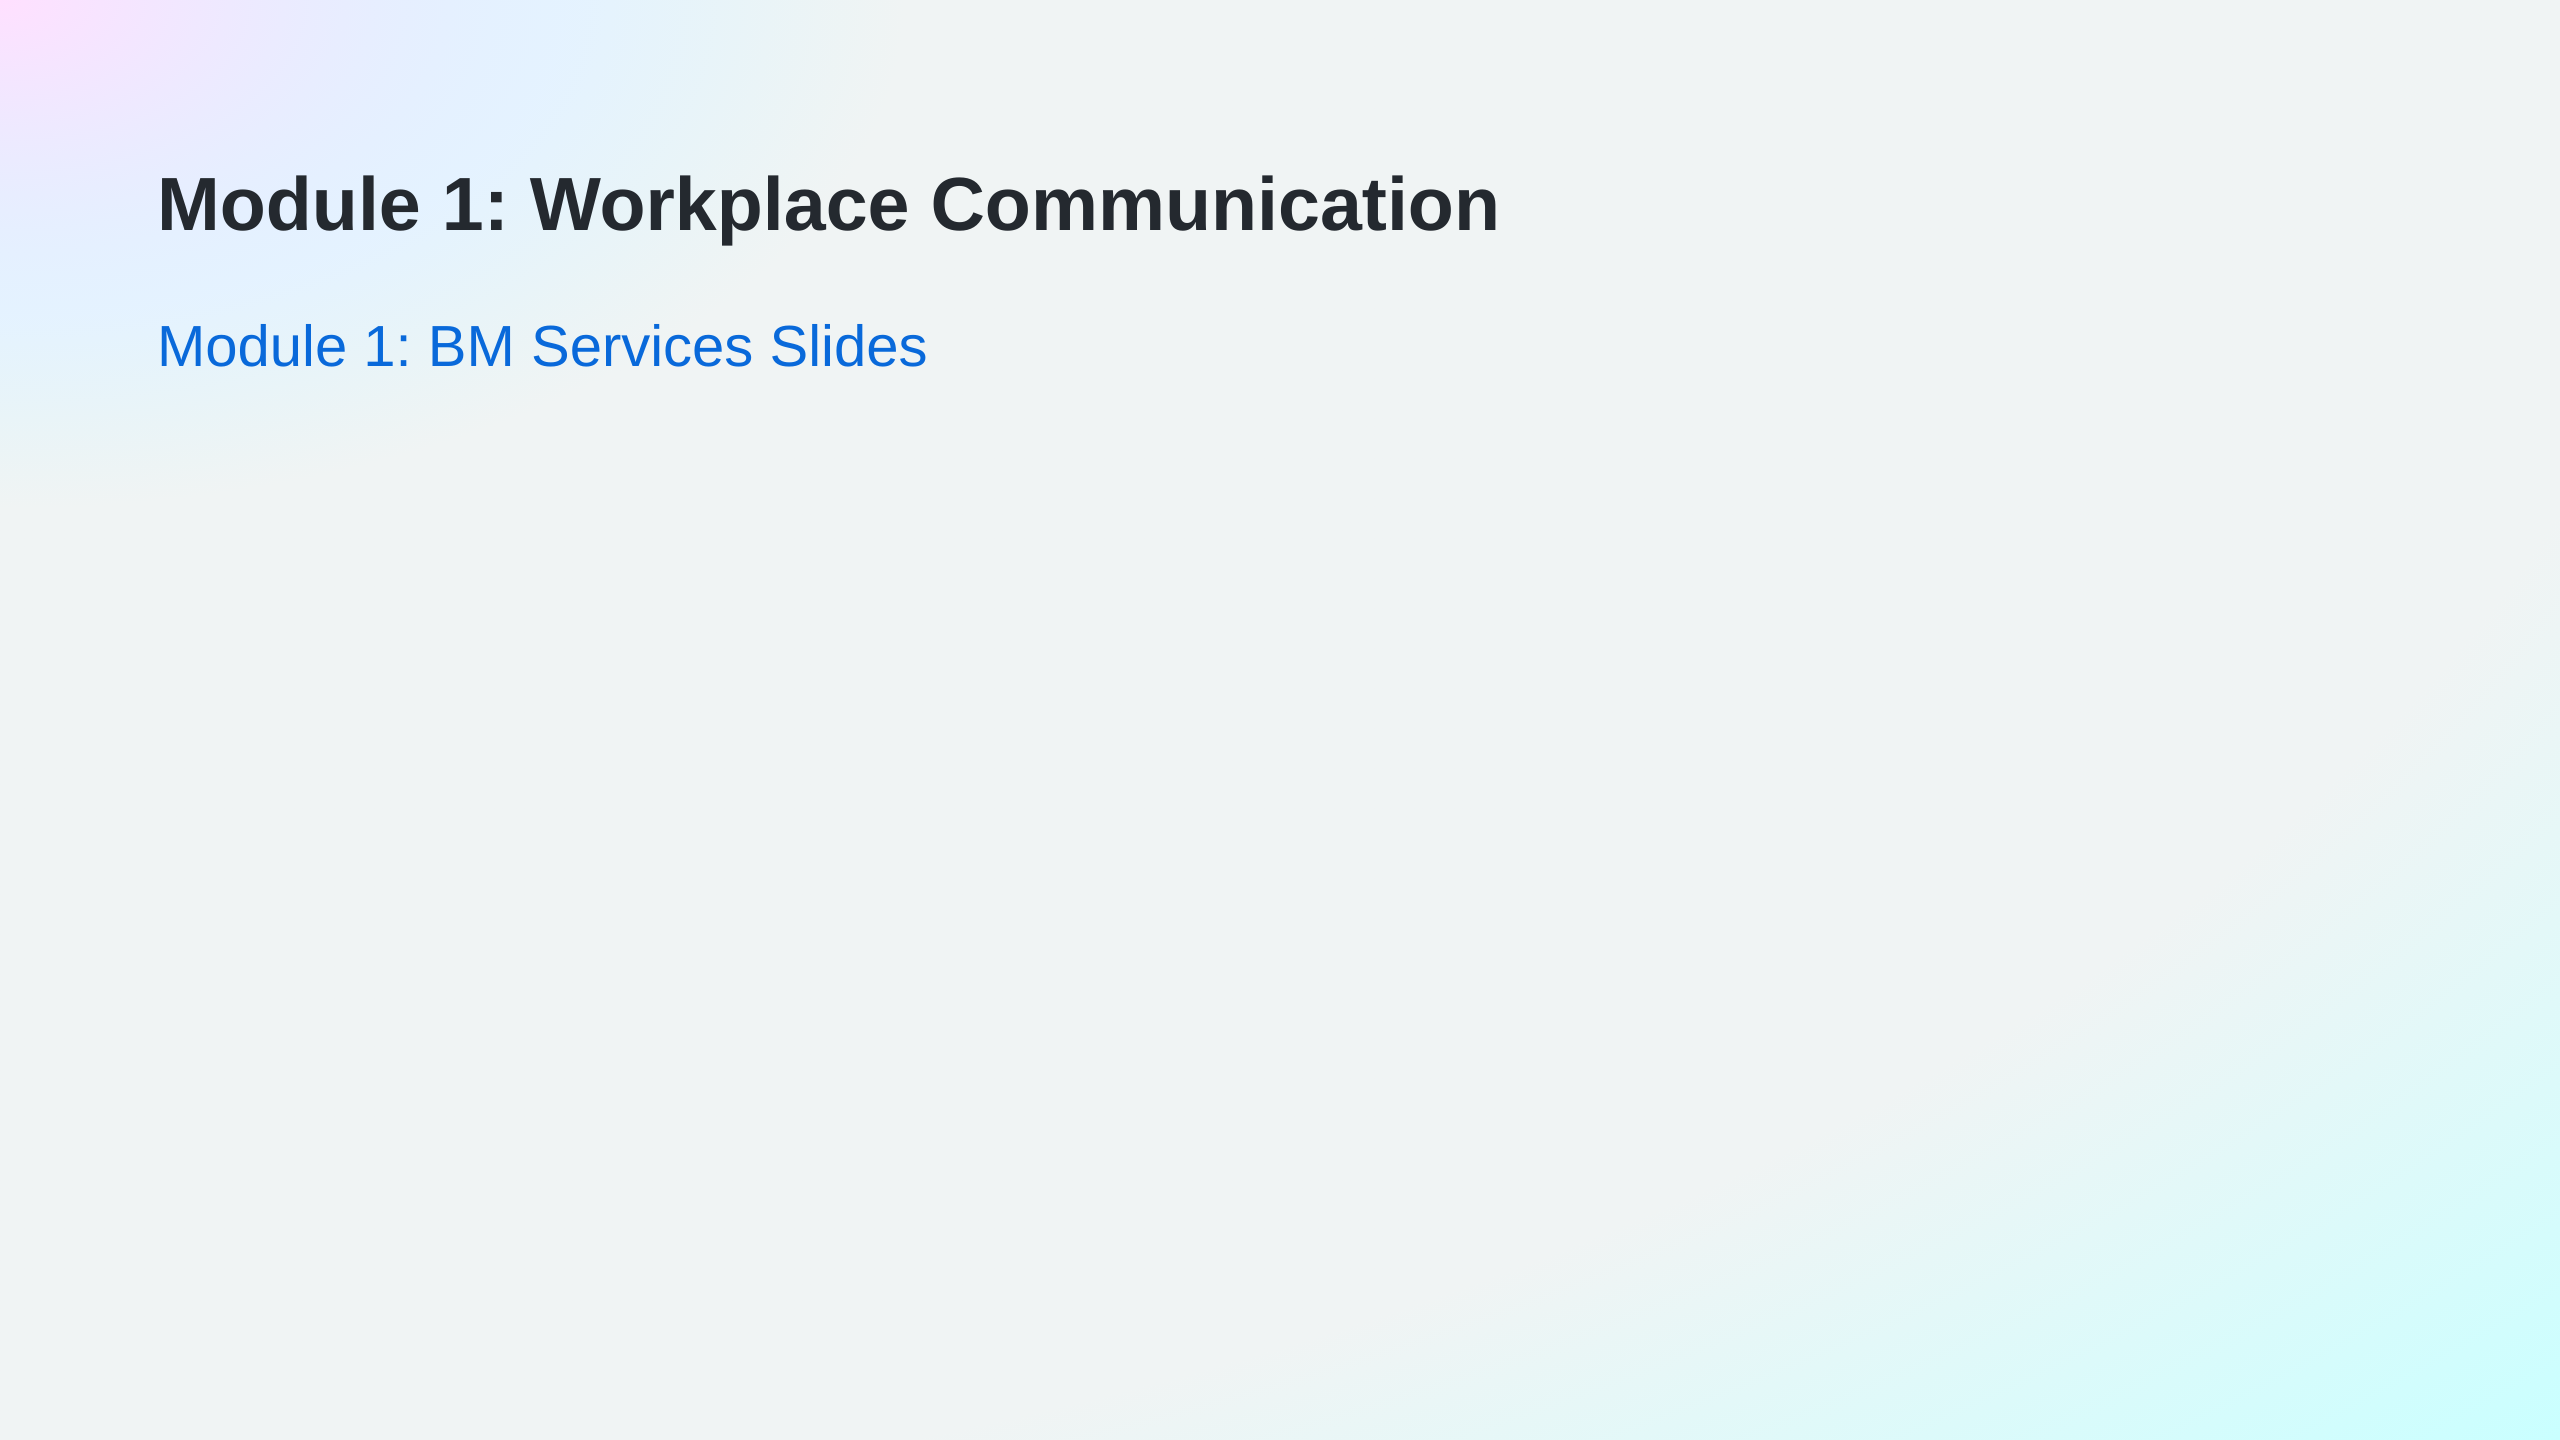 Module 1: Workplace Communication
Module 1: BM Services Slides